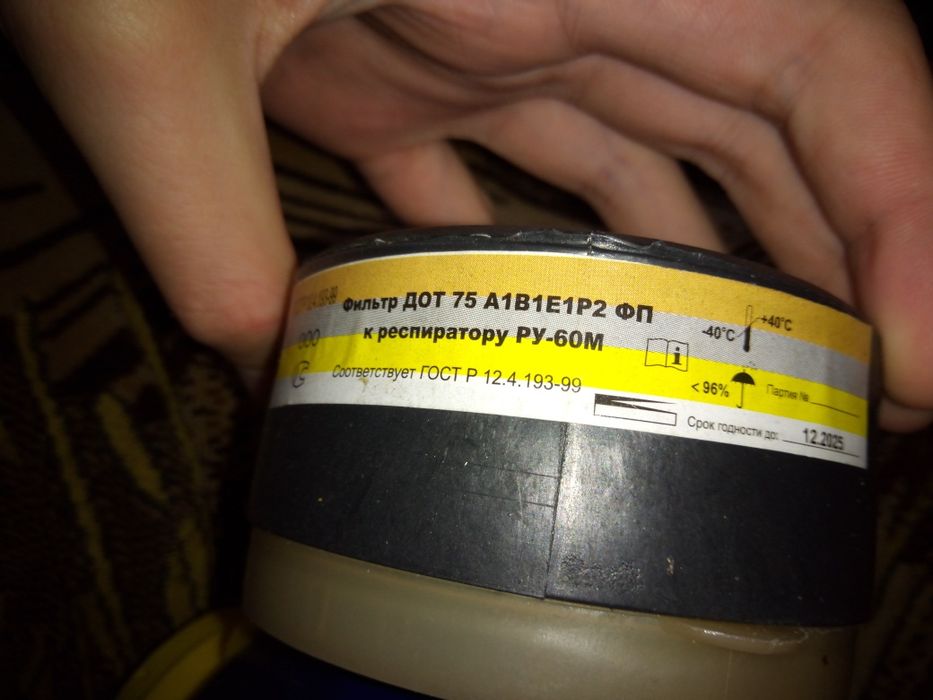 Фильтр ДОТ 75 А1В1Е1Р2 ФП
ООО
к респиратору РУ-60М
Соответствует ГОСТ Р 12.4.193-99
-40°C
+40°C
i
< 96%
Партия №
Срок годности до: 12.2025